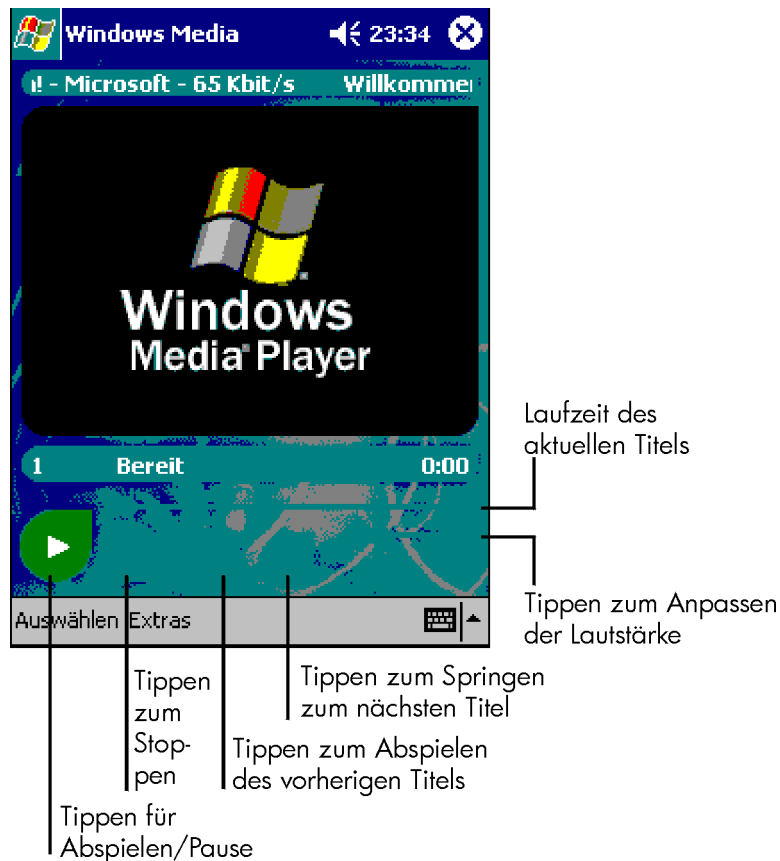 Windows Media 23:34
! - Microsoft - 65 Kbit/s Willkomme
Windows
Media Player
1 Bereit 0:00
Laufzeit des
aktuellen Titels
Tippen zum Anpassen
der Lautstärke
Auswählen Extras
Tippen
zum
Stop-
pen
Tippen zum Springen
zum nächsten Titel
Tippen zum Abspielen
des vorherigen Titels
Tippen für
Abspielen/Pause